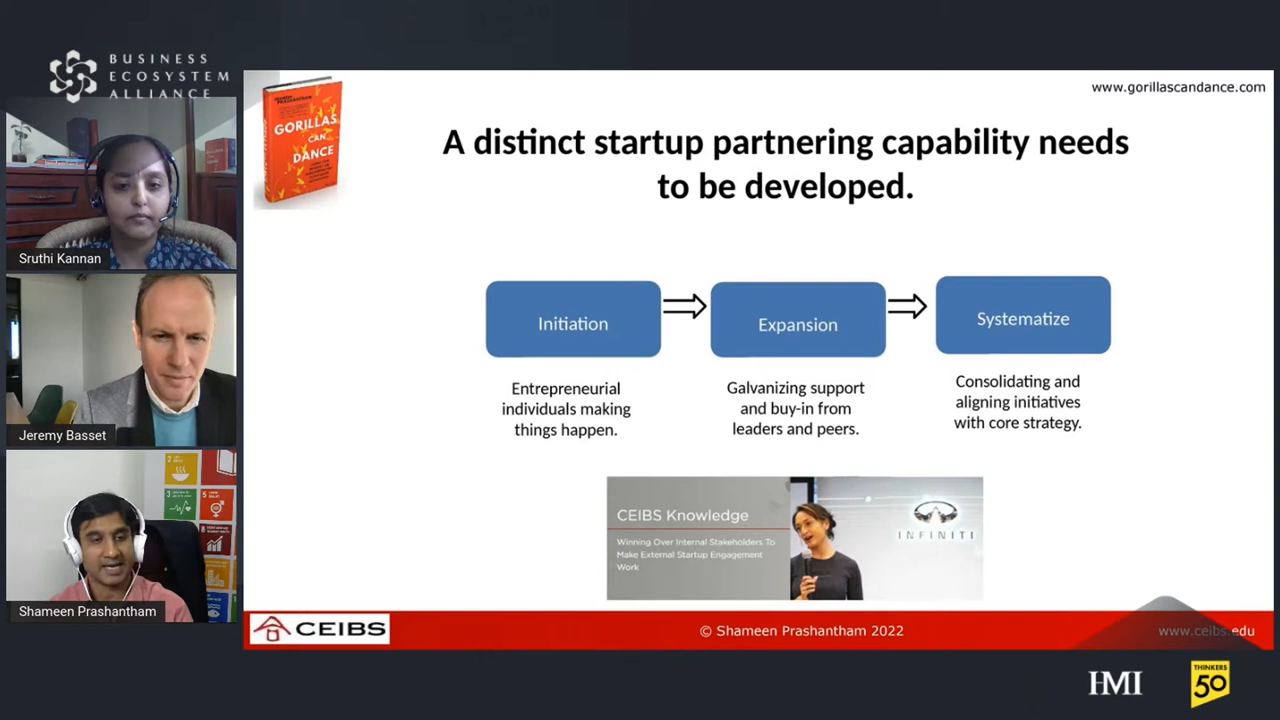 BUSINESS
ECOSYSTEM
ALLIANCE
Sruthi Kannan
Jeremy Basset
Shameen Prashantham
www.gorillascandance.com
GORILLAS
CAN
DANCE
A distinct startup partnering capability needs
to be developed.
Initiation
Expansion
Systematize
Entrepreneurial
individuals making
things happen.
Galvanizing support
and buy-in from
leaders and peers.
Consolidating and
aligning initiatives
with core strategy.
CEIBS Knowledge
Winning Over Internal Stakeholders To
Make External Startup Engagement
Work
INFINITI
CEIBS
© Shameen Prashantham 2022
www.ceibs.edu
HMI
THINKERS
50